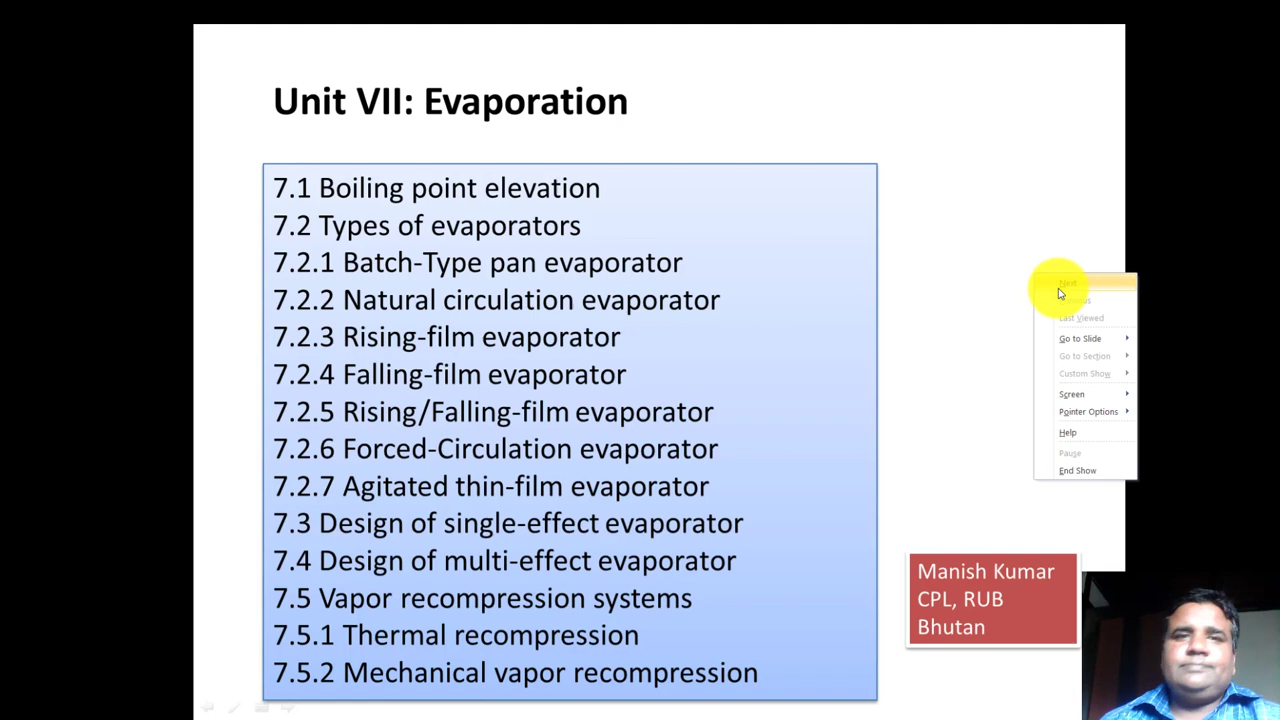 Unit VII: Evaporation
7.1 Boiling point elevation
7.2 Types of evaporators
7.2.1 Batch-Type pan evaporator
7.2.2 Natural circulation evaporator
7.2.3 Rising-film evaporator
7.2.4 Falling-film evaporator
7.2.5 Rising/Falling-film evaporator
7.2.6 Forced-Circulation evaporator
7.2.7 Agitated thin-film evaporator
7.3 Design of single-effect evaporator
7.4 Design of multi-effect evaporator
7.5 Vapor recompression systems
7.5.1 Thermal recompression
7.5.2 Mechanical vapor recompression
Next
Last Viewed
Go to Slide
Go to Section
Custom Show
Screen
Pointer Options
Help
Pause
End Show
Manish Kumar
CPL, RUB
Bhutan